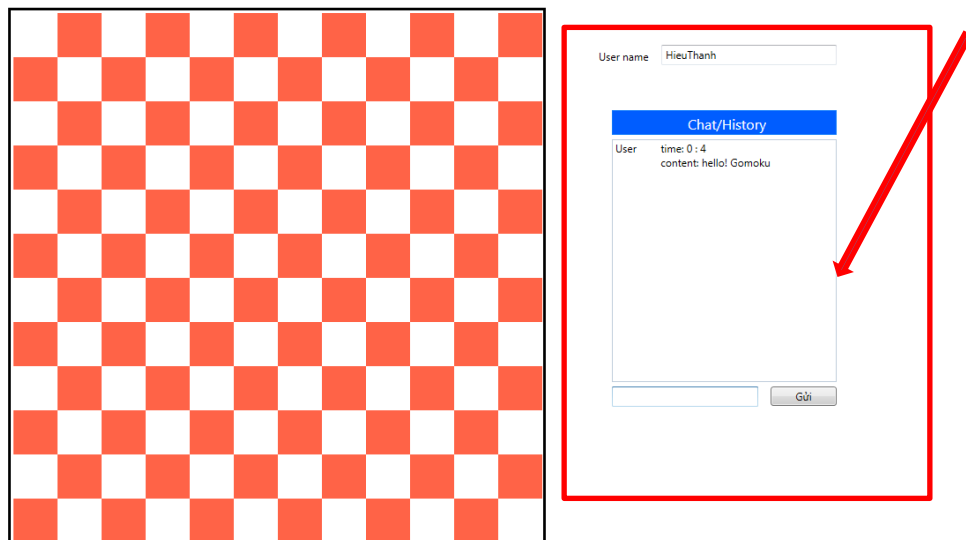 User name HieuThanh
Chat/History
User time: 0 : 4
content: hello! Gomoku
Gửi